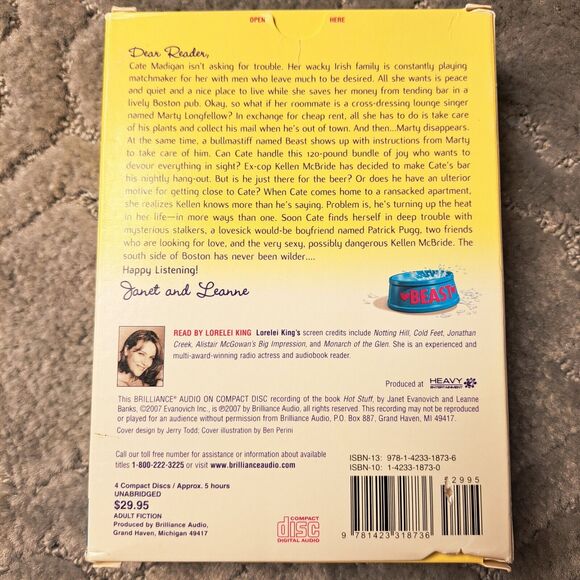 OPEN HERE
Dear Reader,
Cate Madigan isn't asking for trouble. Her wacky Irish family is constantly playing
matchmaker for her with men who leave much to be desired. All she wants is peace
and quiet and a nice place to live while she saves her money from tending bar in a
lively Boston pub. Okay, so what if her roommate is a cross-dressing lounge singer
named Marty Longfellow? In exchange for cheap rent, all she has to do is take care
of his plants and collect his mail when he's out of town. And then...Marty disappears.
At the same time, a bullmastiff named Beast shows up with instructions from Marty
to take care of him. Can Cate handle this 120-pound bundle of joy who wants to
devour everything in sight? Ex-cop Kellen McBride has decided to make Cate's bar
his nightly hang-out. But is he just there for the beer? Or does he have an ulterior
motive for getting close to Cate? When Cate comes home to a ransacked apartment,
she realizes Kellen knows more than he's saying. Problem is, he's turning up the heat
in her life—in more ways than one. Soon Cate finds herself in deep trouble with
mysterious stalkers, a lovesick would-be boyfriend named Patrick Pugg, two friends
who are looking for love, and the very sexy, possibly dangerous Kellen McBride. The
south side of Boston has never been wilder....
Happy Listening!
Janet and Leanne
BEAST
READ BY LORELEI KING Lorelei King's screen credits include Notting Hill, Cold Feet, Jonathan
Creek, Alistair McGowan's Big Impression, and Monarch of the Glen. She is an experienced and
multi-award-winning radio actress and audiobook reader.
Produced at HEAVY
ENTERTAINMENT
This BRILLIANCE® AUDIO ON COMPACT DISC recording of the book Hot Stuff, by Janet Evanovich and Leanne
Banks, ©2007 Evanovich Inc., is ℗2007 by Brilliance Audio, all rights reserved. This recording may not be reproduced
or played for an audience without permission from Brilliance Audio, P.O. Box 887, Grand Haven, MI 49417.
Cover design by Jerry Todd; Cover illustration by Ben Perini
Call our toll free number for assistance or information about available
titles 1-800-222-3225 or visit www.brillianceaudio.com.
4 Compact Discs / Approx. 5 hours
UNABRIDGED
$29.95
ADULT FICTION
Produced by Brilliance Audio,
Grand Haven, Michigan 49417
COMPACT
disc
DIGITAL AUDIO
ISBN-13: 978-1-4233-1873-6
ISBN-10: 1-4233-1873-0
52995
9 781423 318736